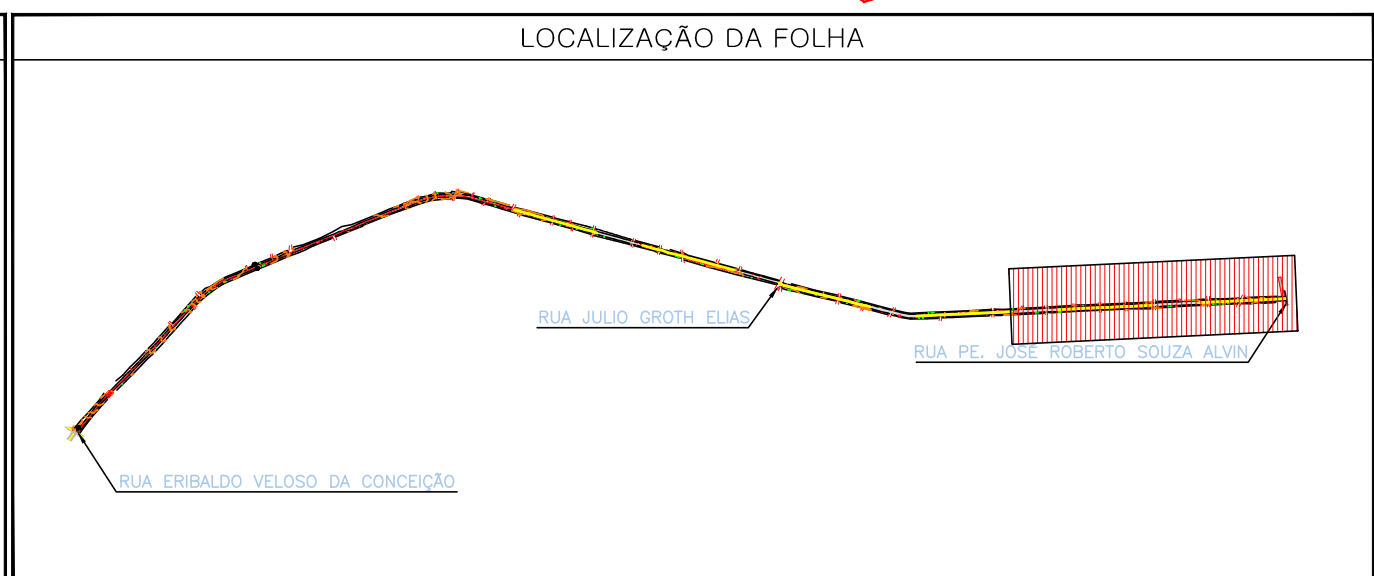 LOCALIZAÇÃO DA FOLHA
RUA JULIO GROTH ELIAS
RUA PE. JOSÉ ROBERTO SOUZA ALVIN
RUA ERIBALDO VELOSO DA CONCEIÇÃO